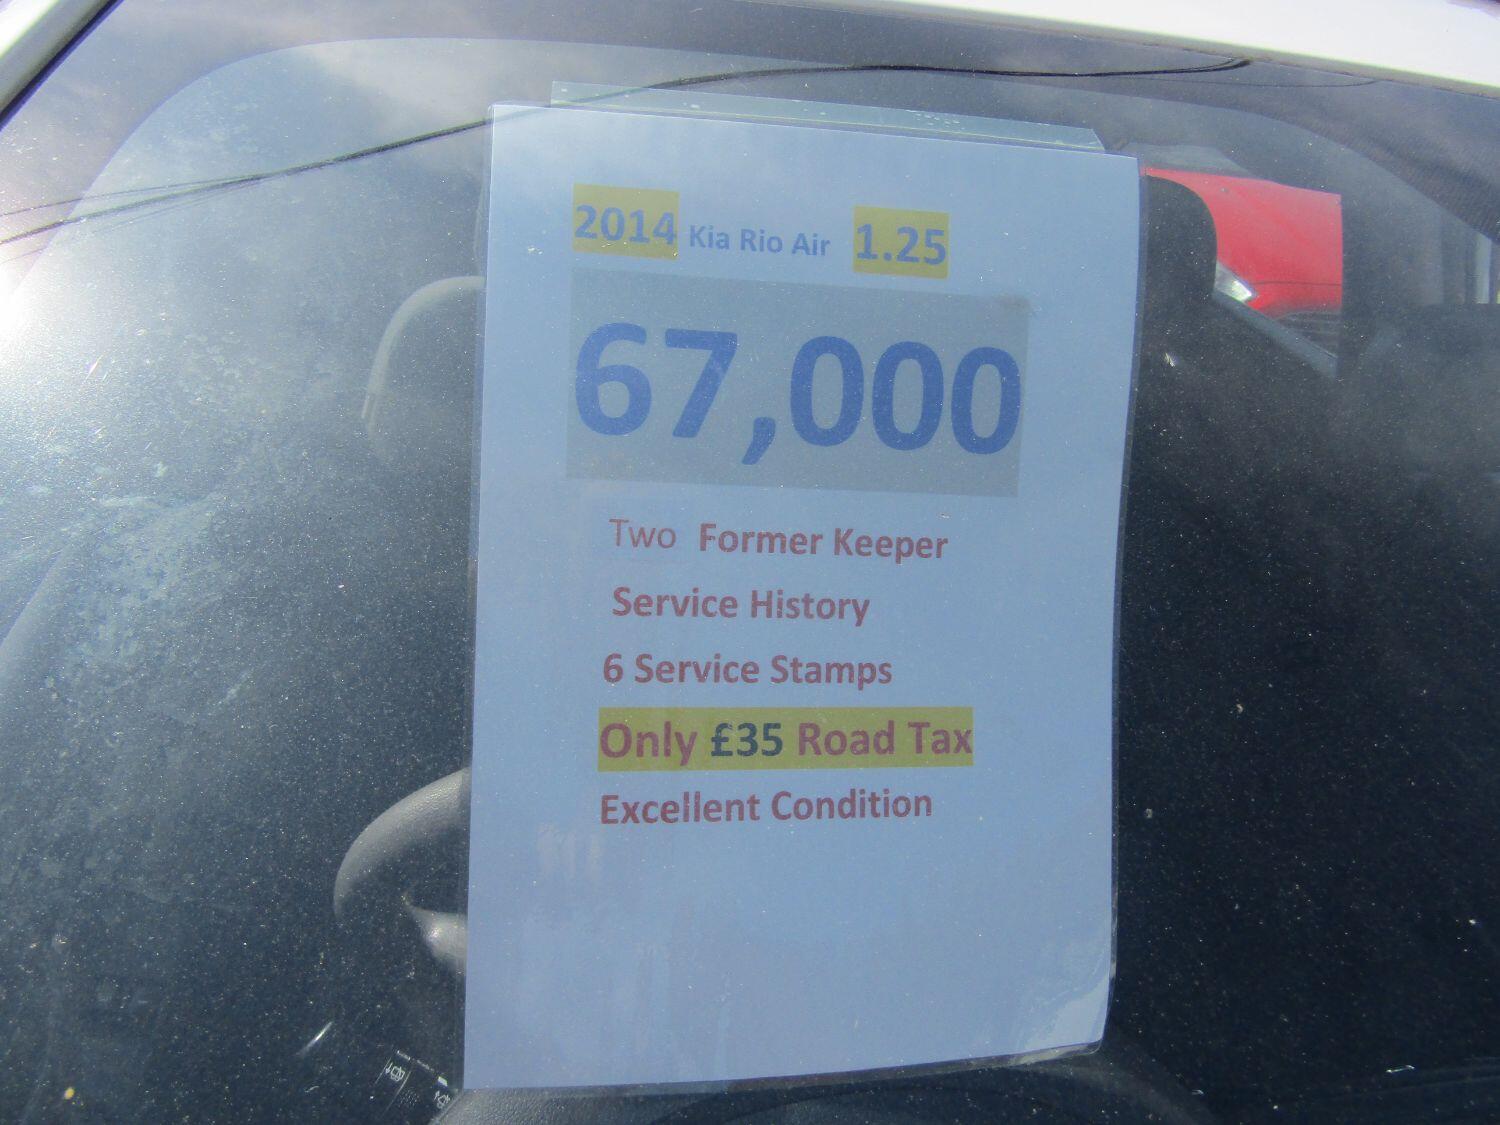 2014 Kia Rio Air 1.25
67,000
Two Former Keeper
Service History
6 Service Stamps
Only £35 Road Tax
Excellent Condition